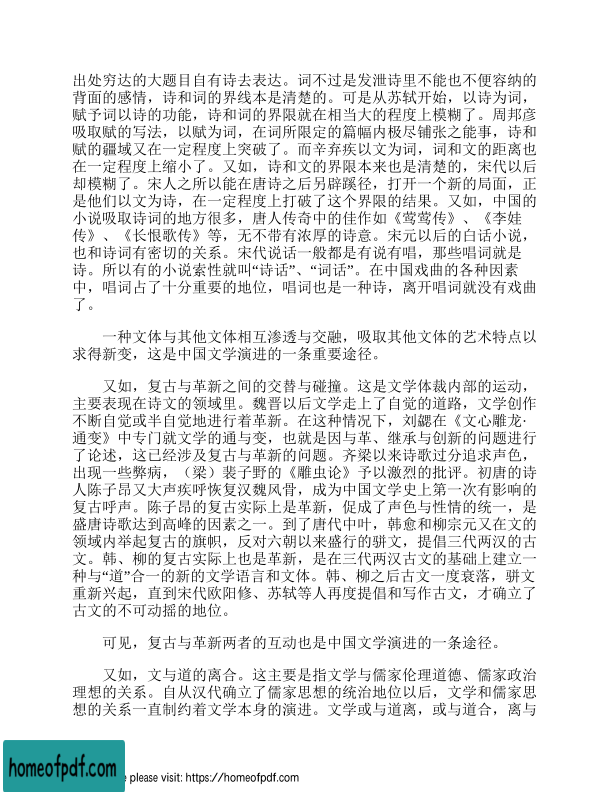 出处穷达的大题目自有诗去表达。词不过是发泄诗里不能也不便容纳的
背面的感情，诗和词的界线本是清楚的。可是从苏轼开始，以诗为词，
赋予词以诗的功能，诗和词的界限就在相当大的程度上模糊了。周邦彦
吸取赋的写法，以赋为词，在词所限定的篇幅内极尽铺张之能事，诗和
赋的疆域又在一定程度上突破了。而辛弃疾以文为词，词和文的距离也
在一定程度上缩小了。又如，诗和文的界限本来也是清楚的，宋代以后
却模糊了。宋人之所以能在唐诗之后另辟蹊径，打开一个新的局面，正
是他们以文为诗，在一定程度上打破了这个界限的结果。又如，中国的
小说吸取诗词的地方很多，唐人传奇中的佳作如《莺莺传》、《李娃
传》、《长恨歌传》等，无不带有浓厚的诗意。宋元以后的白话小说，
也和诗词有密切的关系。宋代说话一般都是有说有唱，那些唱词就是
诗。所以有的小说索性就叫“诗话”、“词话”。在中国戏曲的各种因素
中，唱词占了十分重要的地位，唱词也是一种诗，离开唱词就没有戏曲
了。
一种文体与其他文体相互渗透与交融，吸取其他文体的艺术特点以
求得新变，这是中国文学演进的一条重要途径。
又如，复古与革新之间的交替与碰撞。这是文学体裁内部的运动，
主要表现在诗文的领域里。魏晋以后文学走上了自觉的道路，文学创作
不断自觉或半自觉地进行着革新。在这种情况下，刘勰在《文心雕龙·
通变》中专门就文学的通与变，也就是因与革、继承与创新的问题进行
了论述，这已经涉及复古与革新的问题。齐梁以来诗歌过分追求声色，
出现一些弊病，（梁）裴子野的《雕虫论》予以激烈的批评。初唐的诗
人陈子昂又大声疾呼恢复汉魏风骨，成为中国文学史上第一次有影响的
复古呼声。陈子昂的复古实际上是革新，促成了声色与性情的统一，是
盛唐诗歌达到高峰的因素之一。到了唐代中叶，韩愈和柳宗元又在文的
领域内举起复古的旗帜，反对六朝以来盛行的骈文，提倡三代两汉的古
文。韩、柳的复古实际上也是革新，是在三代两汉古文的基础上建立一
种与“道”合一的新的文学语言和文体。韩、柳之后古文一度衰落，骈文
重新兴起，直到宋代欧阳修、苏轼等人再度提倡和写作古文，才确立了
古文的不可动摇的地位。
可见，复古与革新两者的互动也是中国文学演进的一条途径。
又如，文与道的离合。这主要是指文学与儒家伦理道德、儒家政治
理想的关系。自从汉代确立了儒家思想的统治地位以后，文学和儒家思
想的关系一直制约着文学本身的演进。文学或与道离，或与道合，离与
homeofpdf.com
e please visit: https://homeofpdf.com